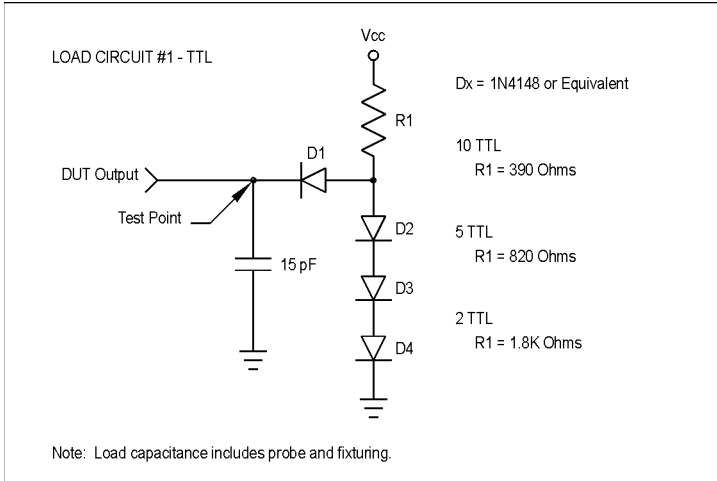 Vcc
LOAD CIRCUIT #1 - TTL
Dx = 1N4148 or Equivalent
R1
10 TTL
R1 = 390 Ohms
D1
DUT Output
Test Point
D2
5 TTL
R1 = 820 Ohms
15 pF
D3
2 TTL
R1 = 1.8K Ohms
D4
Note: Load capacitance includes probe and fixturing.